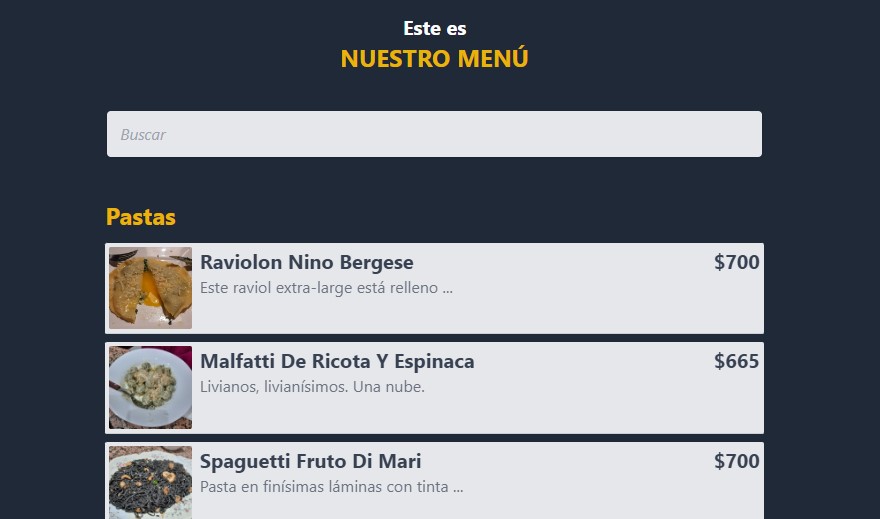 Este es
NUESTRO MENÚ
Buscar
Pastas
Raviolon Nino Bergese $700
Este raviol extra-large está relleno ...
Malfatti De Ricota Y Espinaca $665
Livianos, livianísimos. Una nube.
Spaguetti Fruto Di Mari $700
Pasta en finísimas láminas con tinta ...